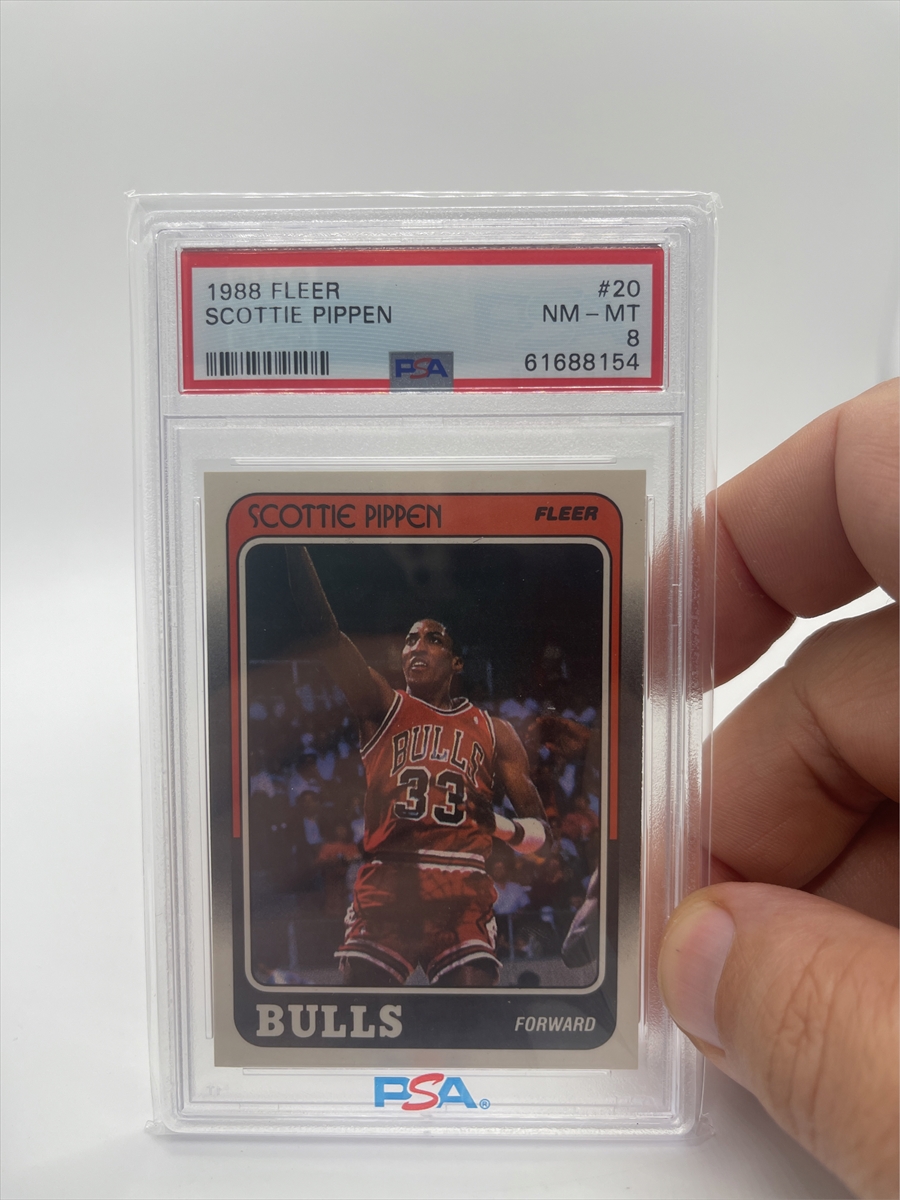 1988 FLEER #20
SCOTTIE PIPPEN NM – MT
8
PSA 61688154
SCOTTIE PIPPEN FLEER
BULLS
33
BULLS FORWARD
PSA®